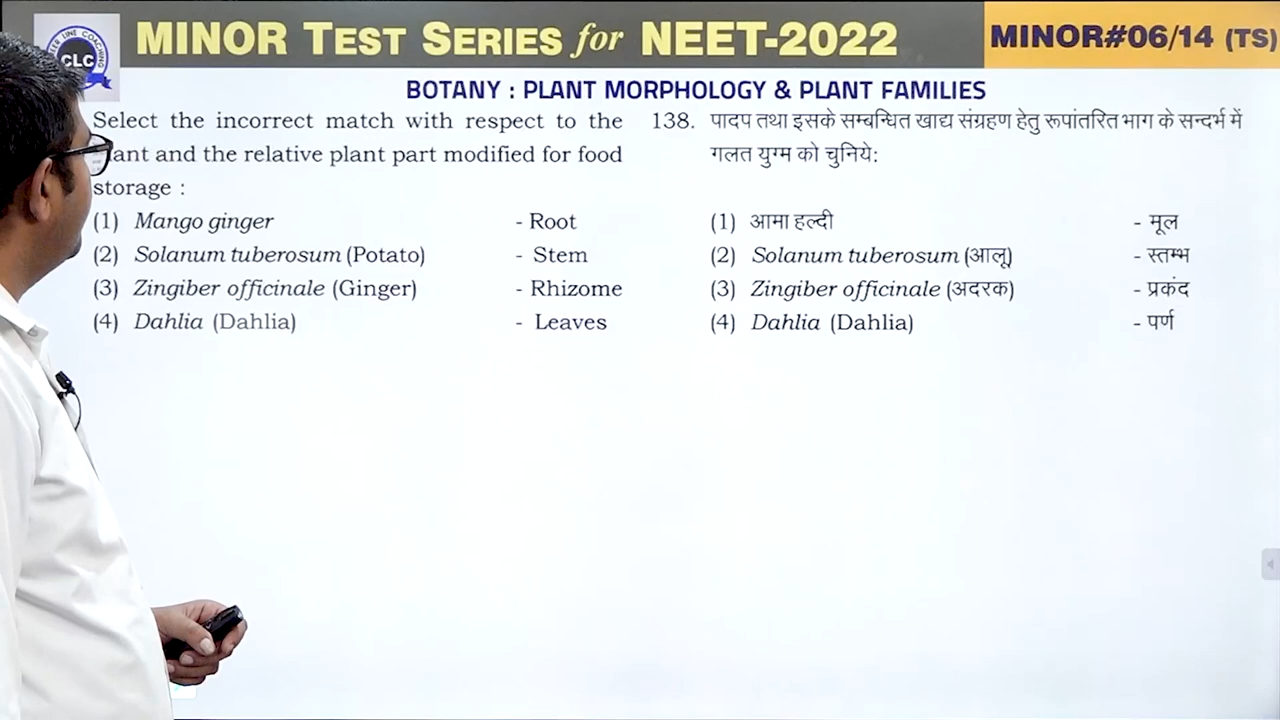 MINOR TEST SERIES for NEET-2022
MINOR#06/14 (TS)
CLC
BOTANY : PLANT MORPHOLOGY & PLANT FAMILIES
Select the incorrect match with respect to the
plant and the relative plant part modified for food
storage :
(1) Mango ginger - Root
(2) Solanum tuberosum (Potato) - Stem
(3) Zingiber officinale (Ginger) - Rhizome
(4) Dahlia (Dahlia) - Leaves
138. पादप तथा इसके सम्बन्धित खाद्य संग्रहण हेतु रूपांतरित भाग के सन्दर्भ में
गलत युग्म को चुनिये:
(1) आमा हल्दी - मूल
(2) Solanum tuberosum (आलू) - स्तम्भ
(3) Zingiber officinale (अदरक) - प्रकंद
(4) Dahlia (Dahlia) - पर्ण